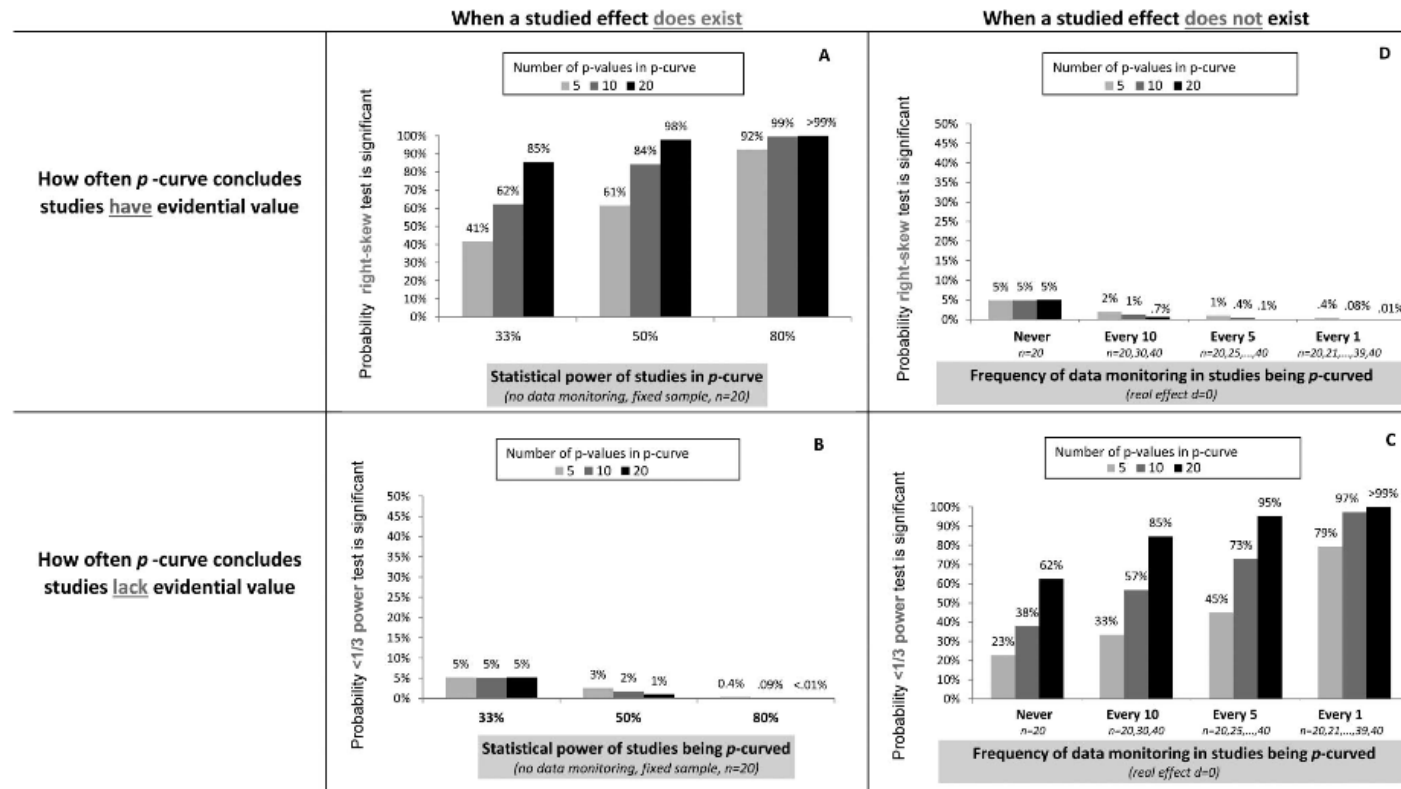 When a studied effect does exist
When a studied effect does not exist
How often p -curve concludes
studies have evidential value
A
Number of p-values in p-curve
5 10 20
Probability right-skew test is significant
100%
90%
80%
70%
60%
50%
40%
30%
20%
10%
0%
41%
62%
85%
61%
84%
98%
92%
99%
>99%
33%
50%
80%
Statistical power of studies in p-curve
(no data monitoring, fixed sample, n=20)
D
Number of p-values in p-curve
5 10 20
Probability right-skew test is significant
50%
45%
40%
35%
30%
25%
20%
15%
10%
5%
0%
5% 5% 5%
2% 1% .7%
1% .4% .1%
.4% .08% .01%
Never
n=20
Every 10
n=20,30,40
Every 5
n=20,25,...,40
Every 1
n=20,21,...,39,40
Frequency of data monitoring in studies being p-curved
(real effect d=0)
How often p -curve concludes
studies lack evidential value
B
Number of p-values in p-curve
5 10 20
Probability <1/3 power test is significant
50%
45%
40%
35%
30%
25%
20%
15%
10%
5%
0%
5% 5% 5%
3% 2% 1%
0.4% .09% <.01%
33%
50%
80%
Statistical power of studies being p-curved
(no data monitoring, fixed sample, n=20)
C
Number of p-values in p-curve
5 10 20
Probability <1/3 power test is significant
100%
90%
80%
70%
60%
50%
40%
30%
20%
10%
0%
23%
38%
62%
33%
57%
85%
45%
73%
95%
79%
97%
>99%
Never
n=20
Every 10
n=20,30,40
Every 5
n=20,25,...,40
Every 1
n=20,21,...,39,40
Frequency of data monitoring in studies being p-curved
(real effect d=0)